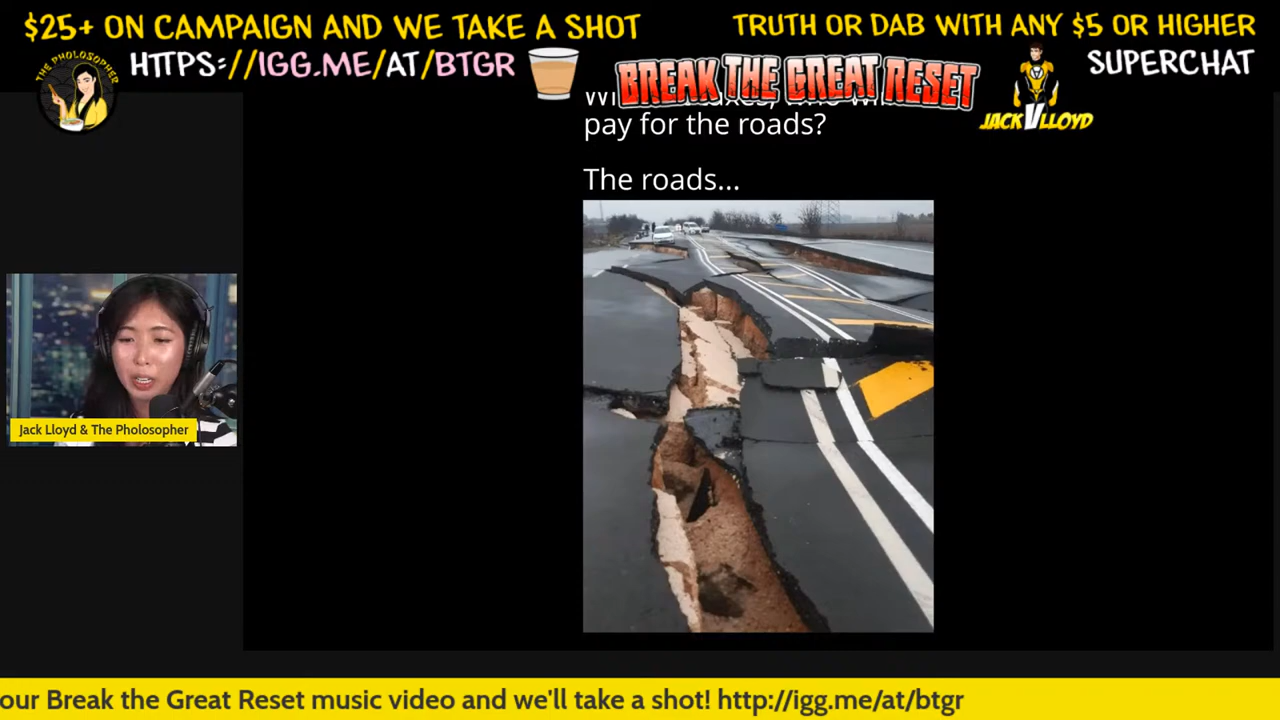 $25+ ON CAMPAIGN AND WE TAKE A SHOT
HTTPS://IGG.ME/AT/BTGR
TRUTH OR DAB WITH ANY $5 OR HIGHER
SUPERCHAT
THE PHOLOSOPHER
BREAK THE GREAT RESET
JACK V LLOYD
pay for the roads?
The roads...
Jack Lloyd & The Pholosopher
our Break the Great Reset music video and we'll take a shot! http://igg.me/at/btgr